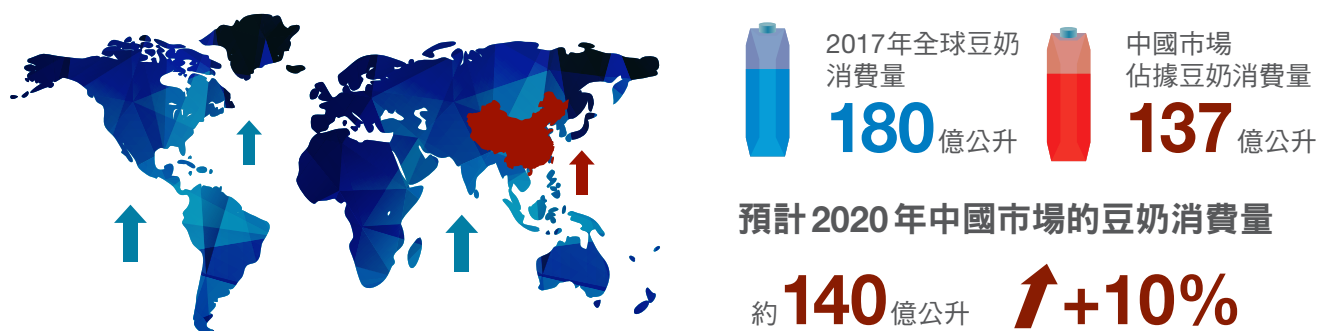 2017年全球豆奶
消費量
180億公升
中國市場
佔據豆奶消費量
137億公升
預計2020年中國市場的豆奶消費量
約140億公升 +10%